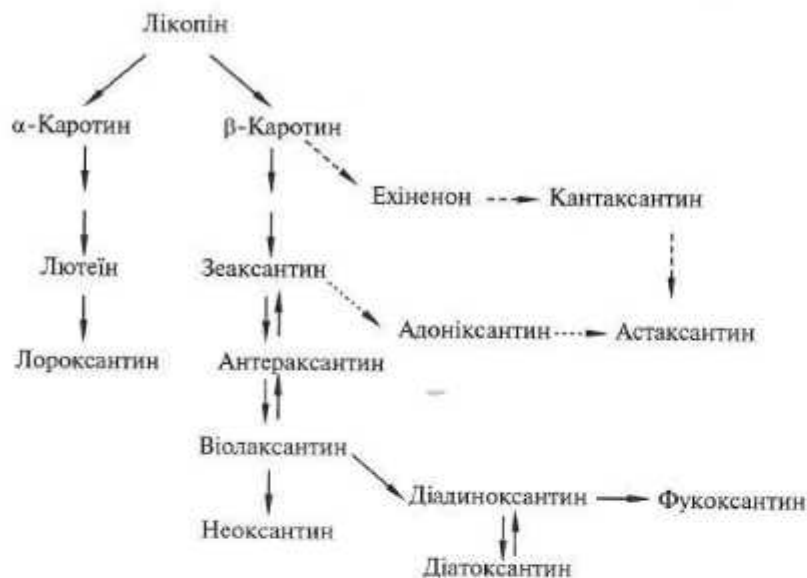 Лікопін
α-Каротин β-Каротин
Ехіненон Кантаксантин
Лютеїн Зеаксантин
Адоніксантин Астаксантин
Лороксантин Антераксантин
Віолаксантин
Діадиноксантин Фукоксантин
Неоксантин
Діатоксантин